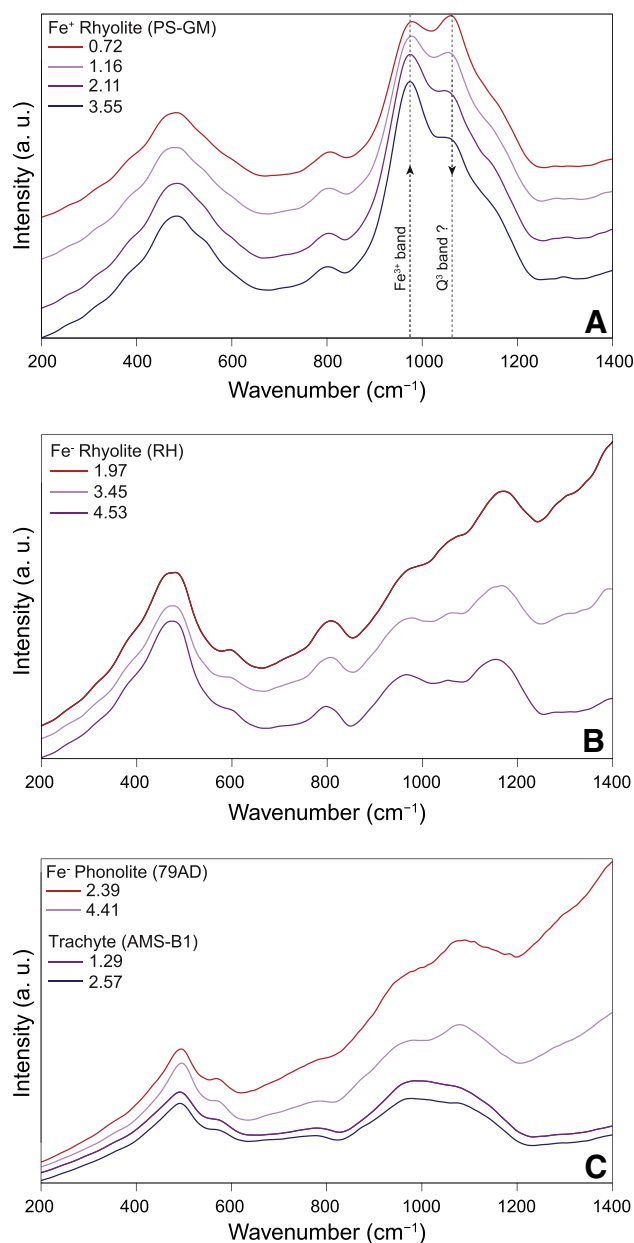 Fe⁺ Rhyolite (PS-GM)
0.72
1.16
2.11
3.55
Intensity (a. u.)
Fe³⁺ band
Q³ band ?
A
200 400 600 800 1000 1200 1400
Wavenumber (cm⁻¹)
Fe⁻ Rhyolite (RH)
1.97
3.45
4.53
Intensity (a. u.)
B
200 400 600 800 1000 1200 1400
Wavenumber (cm⁻¹)
Fe⁻ Phonolite (79AD)
2.39
4.41
Trachyte (AMS-B1)
1.29
2.57
Intensity (a. u.)
C
200 400 600 800 1000 1200 1400
Wavenumber (cm⁻¹)